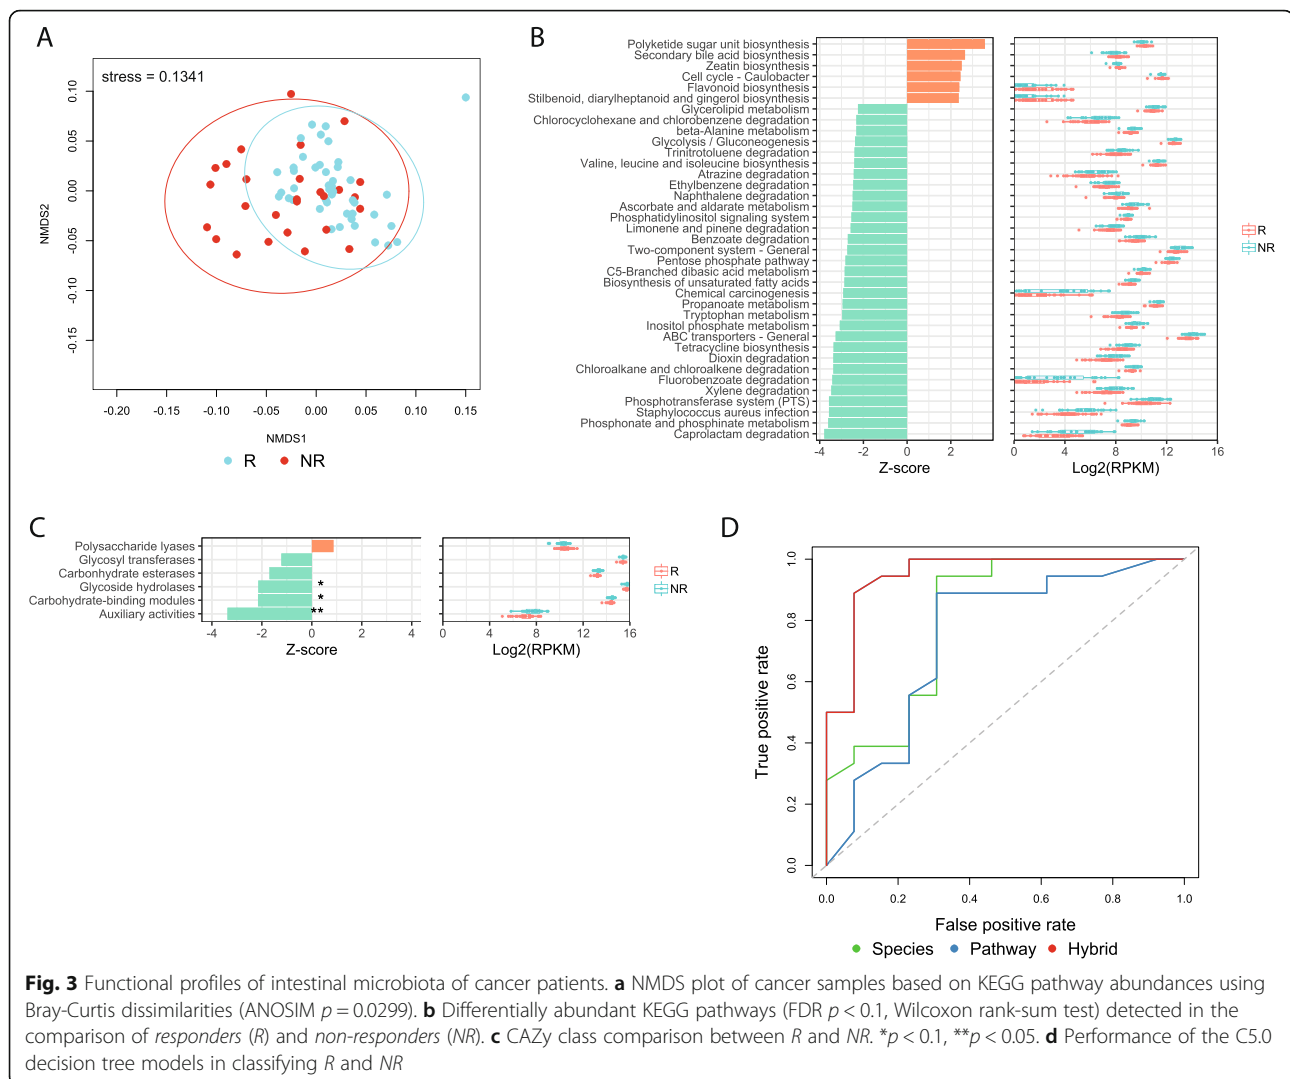 A
stress = 0.1341
0.10
0.05
0.00
-0.05
-0.10
-0.15
NMDS2
-0.20 -0.15 -0.10 -0.05 0.00 0.05 0.10 0.15
NMDS1
R NR
B
Polyketide sugar unit biosynthesis
Secondary bile acid biosynthesis
Zeatin biosynthesis
Cell cycle - Caulobacter
Flavonoid biosynthesis
Stilbenoid, diarylheptanoid and gingerol biosynthesis
Glycerolipid metabolism
Chlorocyclohexane and chlorobenzene degradation
beta-Alanine metabolism
Glycolysis / Gluconeogenesis
Trinitrotoluene degradation
Valine, leucine and isoleucine biosynthesis
Atrazine degradation
Ethylbenzene degradation
Naphthalene degradation
Ascorbate and aldarate metabolism
Phosphatidylinositol signaling system
Limonene and pinene degradation
Benzoate degradation
Two-component system - General
Pentose phosphate pathway
C5-Branched dibasic acid metabolism
Biosynthesis of unsaturated fatty acids
Chemical carcinogenesis
Propanoate metabolism
Tryptophan metabolism
Inositol phosphate metabolism
ABC transporters - General
Tetracycline biosynthesis
Dioxin degradation
Chloroalkane and chloroalkene degradation
Fluorobenzoate degradation
Xylene degradation
Phosphotransferase system (PTS)
Staphylococcus aureus infection
Phosphonate and phosphinate metabolism
Caprolactam degradation
-4 -2 0 2
Z-score
0 4 8 12 16
Log2(RPKM)
R
NR
C
Polysaccharide lyases
Glycosyl transferases
Carbonhydrate esterases
Glycoside hydrolases *
Carbohydrate-binding modules *
Auxiliary activities **
-4 -2 0 2 4
Z-score
0 4 8 12 16
Log2(RPKM)
R
NR
D
1.0
0.8
0.6
0.4
0.2
0.0
True positive rate
0.0 0.2 0.4 0.6 0.8 1.0
False positive rate
Species Pathway Hybrid
Fig. 3 Functional profiles of intestinal microbiota of cancer patients. a NMDS plot of cancer samples based on KEGG pathway abundances using
Bray-Curtis dissimilarities (ANOSIM p = 0.0299). b Differentially abundant KEGG pathways (FDR p < 0.1, Wilcoxon rank-sum test) detected in the
comparison of responders (R) and non-responders (NR). c CAZy class comparison between R and NR. *p < 0.1, **p < 0.05. d Performance of the C5.0
decision tree models in classifying R and NR